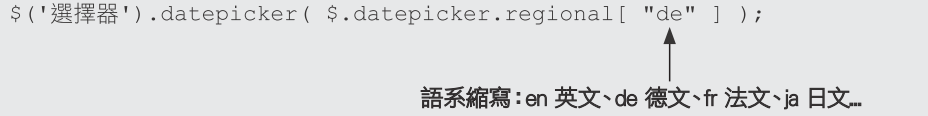 $('選擇器').datepicker( $.datepicker.regional[ "de" ] );
語系縮寫：en 英文、de 德文、fr 法文、ja 日文…